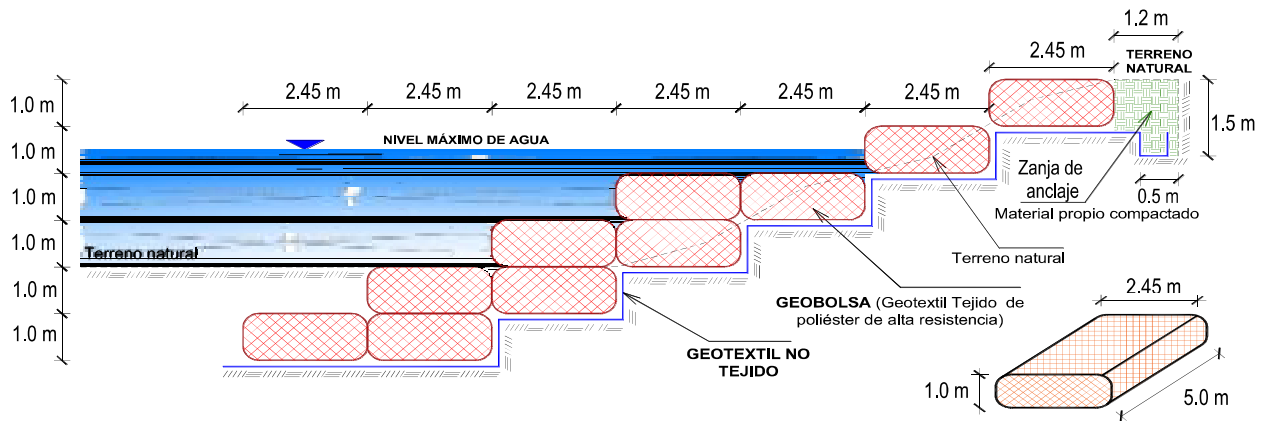 1.2 m
2.45 m
TERRENO
NATURAL
2.45 m 2.45 m 2.45 m 2.45 m 2.45 m 2.45 m
1.0 m
1.5 m
NIVEL MÁXIMO DE AGUA
1.0 m
Zanja de
anclaje
1.0 m
0.5 m
Material propio compactado
1.0 m
Terreno natural
Terreno natural
1.0 m
GEOBOLSA (Geotextil Tejido de
poliéster de alta resistencia)
2.45 m
1.0 m
GEOTEXTIL NO
TEJIDO
1.0 m
5.0 m